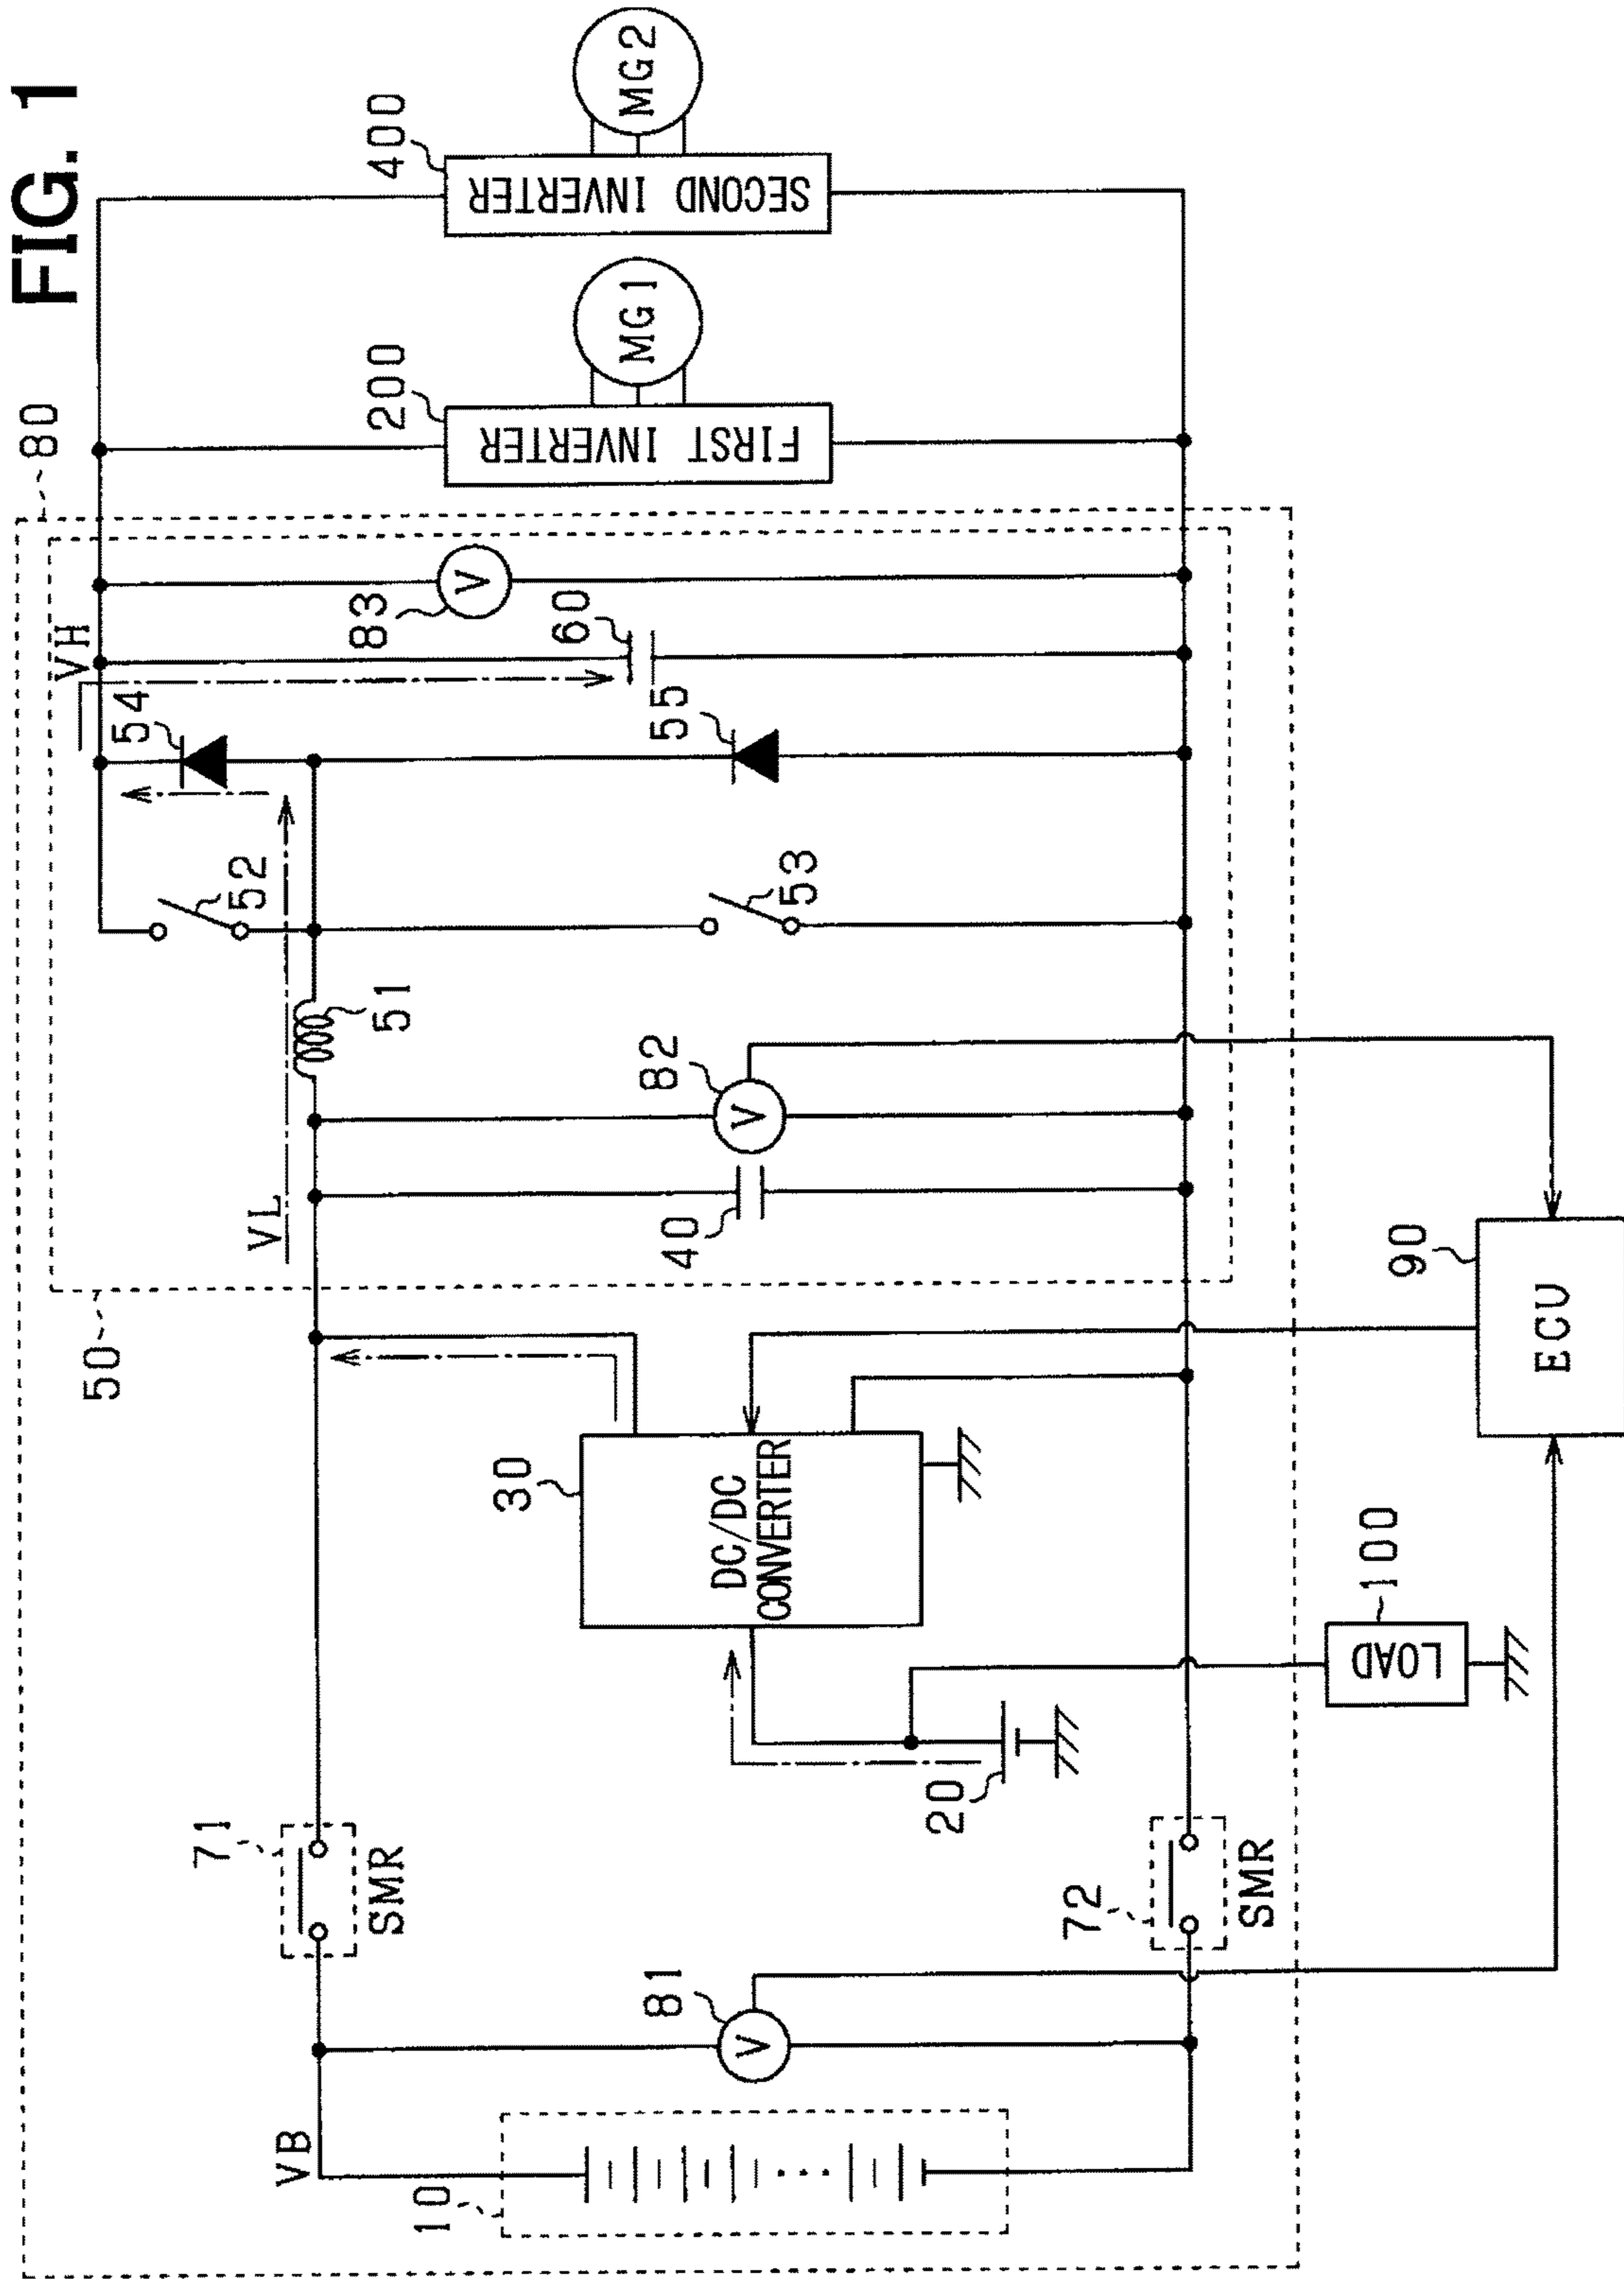 FIG. 1
80
50
VH
54
52
VL
51
83
60
55
53
82
40
200
FIRST INVERTER
MG1
400
SECOND INVERTER
MG2
30
DC/DC
CONVERTER
20
71
SMR
72
SMR
81
VB
10
90
ECU
100
LOAD
V
V
V